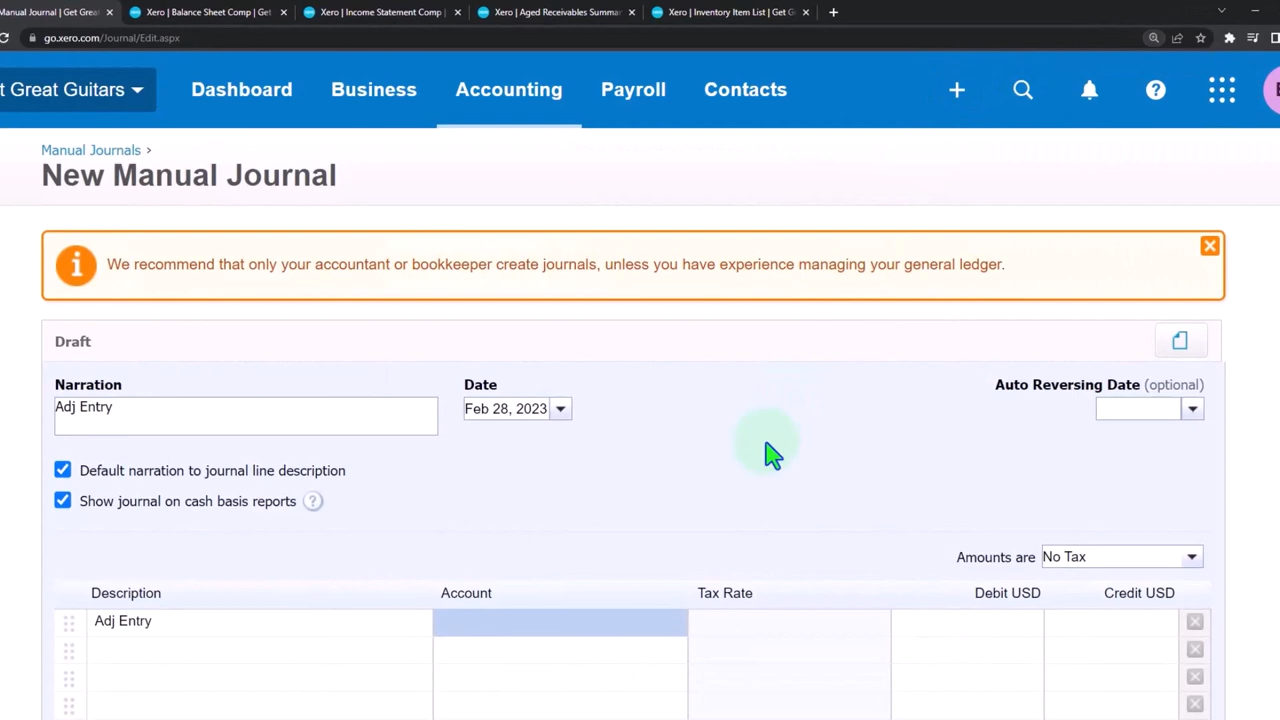 Manual Journal | Get Great
Xero | Balance Sheet Comp | Get
Xero | Income Statement Comp |
Xero | Aged Receivables Summar
Xero | Inventory Item List | Get G
go.xero.com/Journal/Edit.aspx
t Great Guitars
Dashboard
Business
Accounting
Payroll
Contacts
Manual Journals >
New Manual Journal
i We recommend that only your accountant or bookkeeper create journals, unless you have experience managing your general ledger.
Draft
Narration
Date
Auto Reversing Date (optional)
Adj Entry
Feb 28, 2023
Default narration to journal line description
Show journal on cash basis reports ?
Amounts are No Tax
Description Account Tax Rate Debit USD Credit USD
Adj Entry